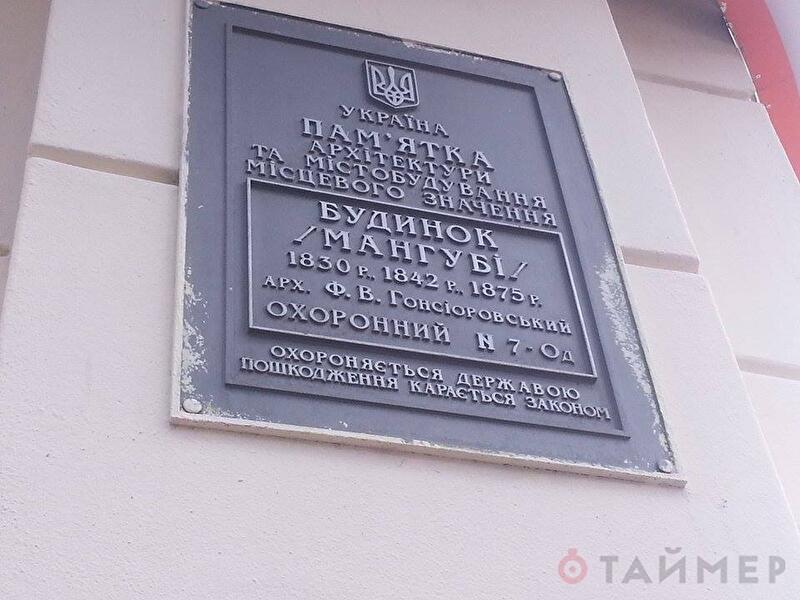 УКРАЇНА
ПАМ'ЯТКА
АРХІТЕКТУРИ
ТА МІСТОБУДУВАННЯ
МІСЦЕВОГО ЗНАЧЕННЯ
БУДИНОК
/МАНГУБІ/
1830 Р., 1842 Р., 1875 Р.
АРХ. Ф. В. ГОНСІОРОВСЬКИЙ
ОХОРОННИЙ N 7-Од
ОХОРОНЯЄТЬСЯ ДЕРЖАВОЮ
ПОШКОДЖЕННЯ КАРАЄТЬСЯ ЗАКОНОМ
ТАЙМЕР